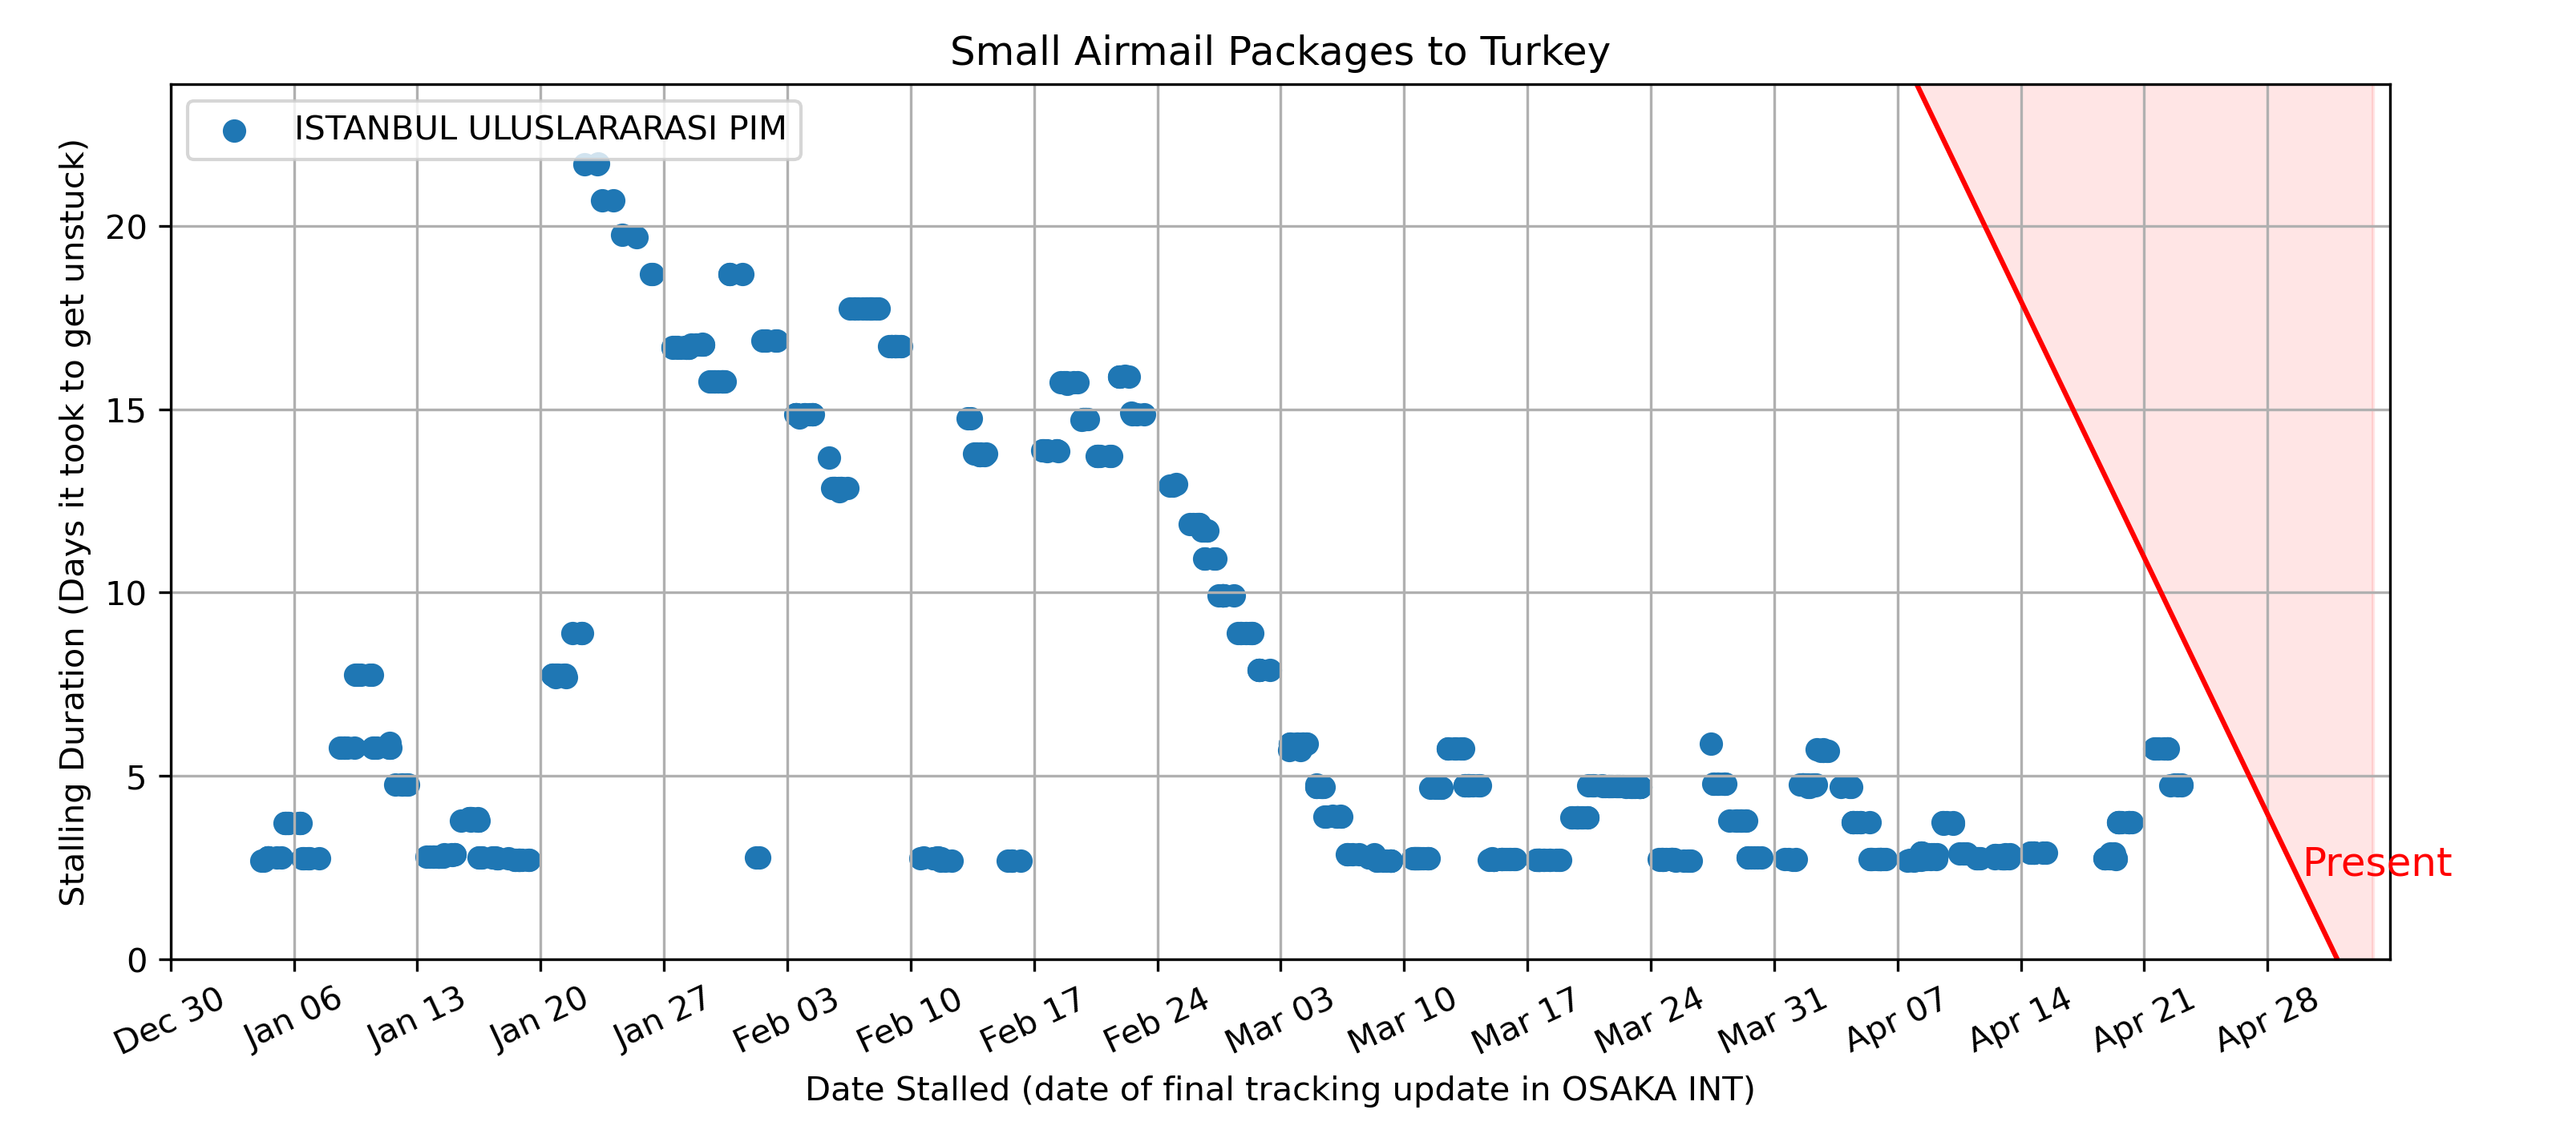 Small Airmail Packages to Turkey
ISTANBUL ULUSLARARASI PIM
Stalling Duration (Days it took to get unstuck)
20
15
10
5
0
Present
Dec 30
Jan 06
Jan 13
Jan 20
Jan 27
Feb 03
Feb 10
Feb 17
Feb 24
Mar 03
Mar 10
Mar 17
Mar 24
Mar 31
Apr 07
Apr 14
Apr 21
Apr 28
Date Stalled (date of final tracking update in OSAKA INT)